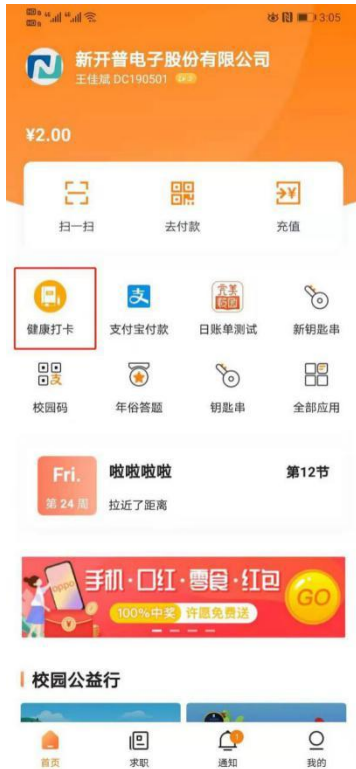 3:05
新开普电子股份有限公司
王佳斌 DC190501
¥2.00
扫一扫
去付款
充值
健康打卡
支付宝付款
日账单测试
新钥匙串
校园码
年俗答题
钥匙串
全部应用
Fri.
第 24 周
啦啦啦啦
第12节
拉近了距离
oppo
手机·口红·零食·红包
100%中奖 许愿免费送
GO
校园公益行
首页
求职
通知
我的